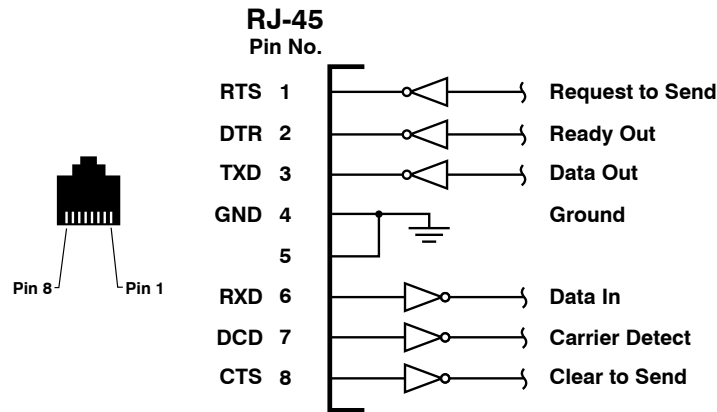 RJ-45
Pin No.
RTS 1 Request to Send
DTR 2 Ready Out
TXD 3 Data Out
GND 4 Ground
5
RXD 6 Data In
DCD 7 Carrier Detect
CTS 8 Clear to Send
Pin 8 Pin 1